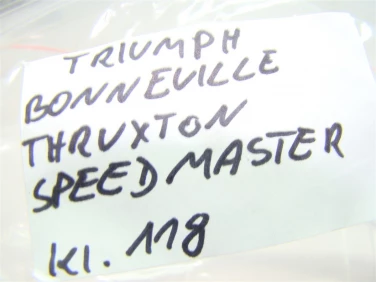 TRIUMPH
BONNEVILLE
THRUXTON
SPEEDMASTER
Kl. 118